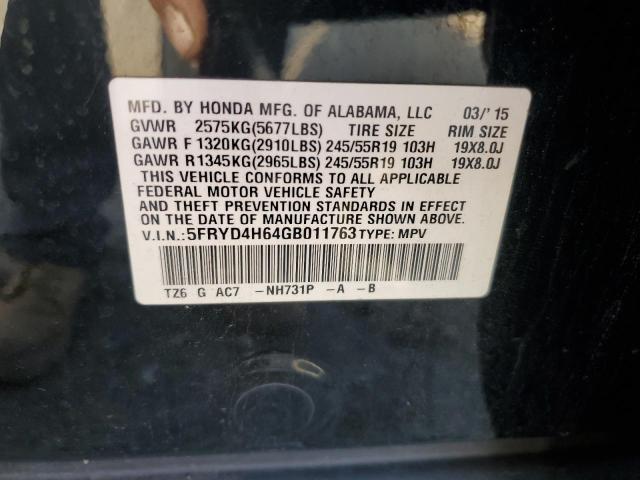 MFD. BY HONDA MFG. OF ALABAMA, LLC 03/'15
GVWR 2575KG(5677LBS) TIRE SIZE RIM SIZE
GAWR F 1320KG(2910LBS) 245/55R19 103H 19X8.0J
GAWR R1345KG(2965LBS) 245/55R19 103H 19X8.0J
THIS VEHICLE CONFORMS TO ALL APPLICABLE
FEDERAL MOTOR VEHICLE SAFETY
AND THEFT PREVENTION STANDARDS IN EFFECT
ON THE DATE OF MANUFACTURE SHOWN ABOVE.
V.I.N.:5FRYD4H64GB011763 TYPE: MPV
TZ6 G AC7 -NH731P -A -B